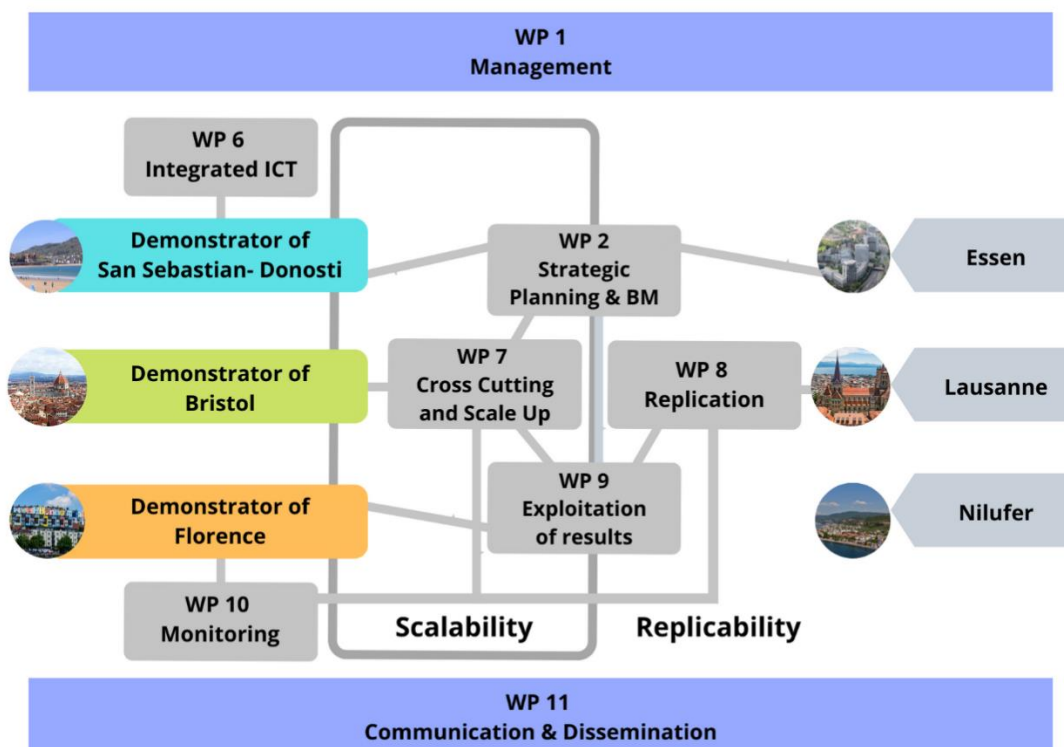 WP 1
Management
WP 6
Integrated ICT
Demonstrator of
San Sebastian- Donosti
WP 2
Strategic
Planning & BM
Essen
Demonstrator of
Bristol
WP 7
Cross Cutting
and Scale Up
WP 8
Replication
Lausanne
Demonstrator of
Florence
WP 9
Exploitation
of results
Nilufer
WP 10
Monitoring
Scalability
Replicability
WP 11
Communication & Dissemination